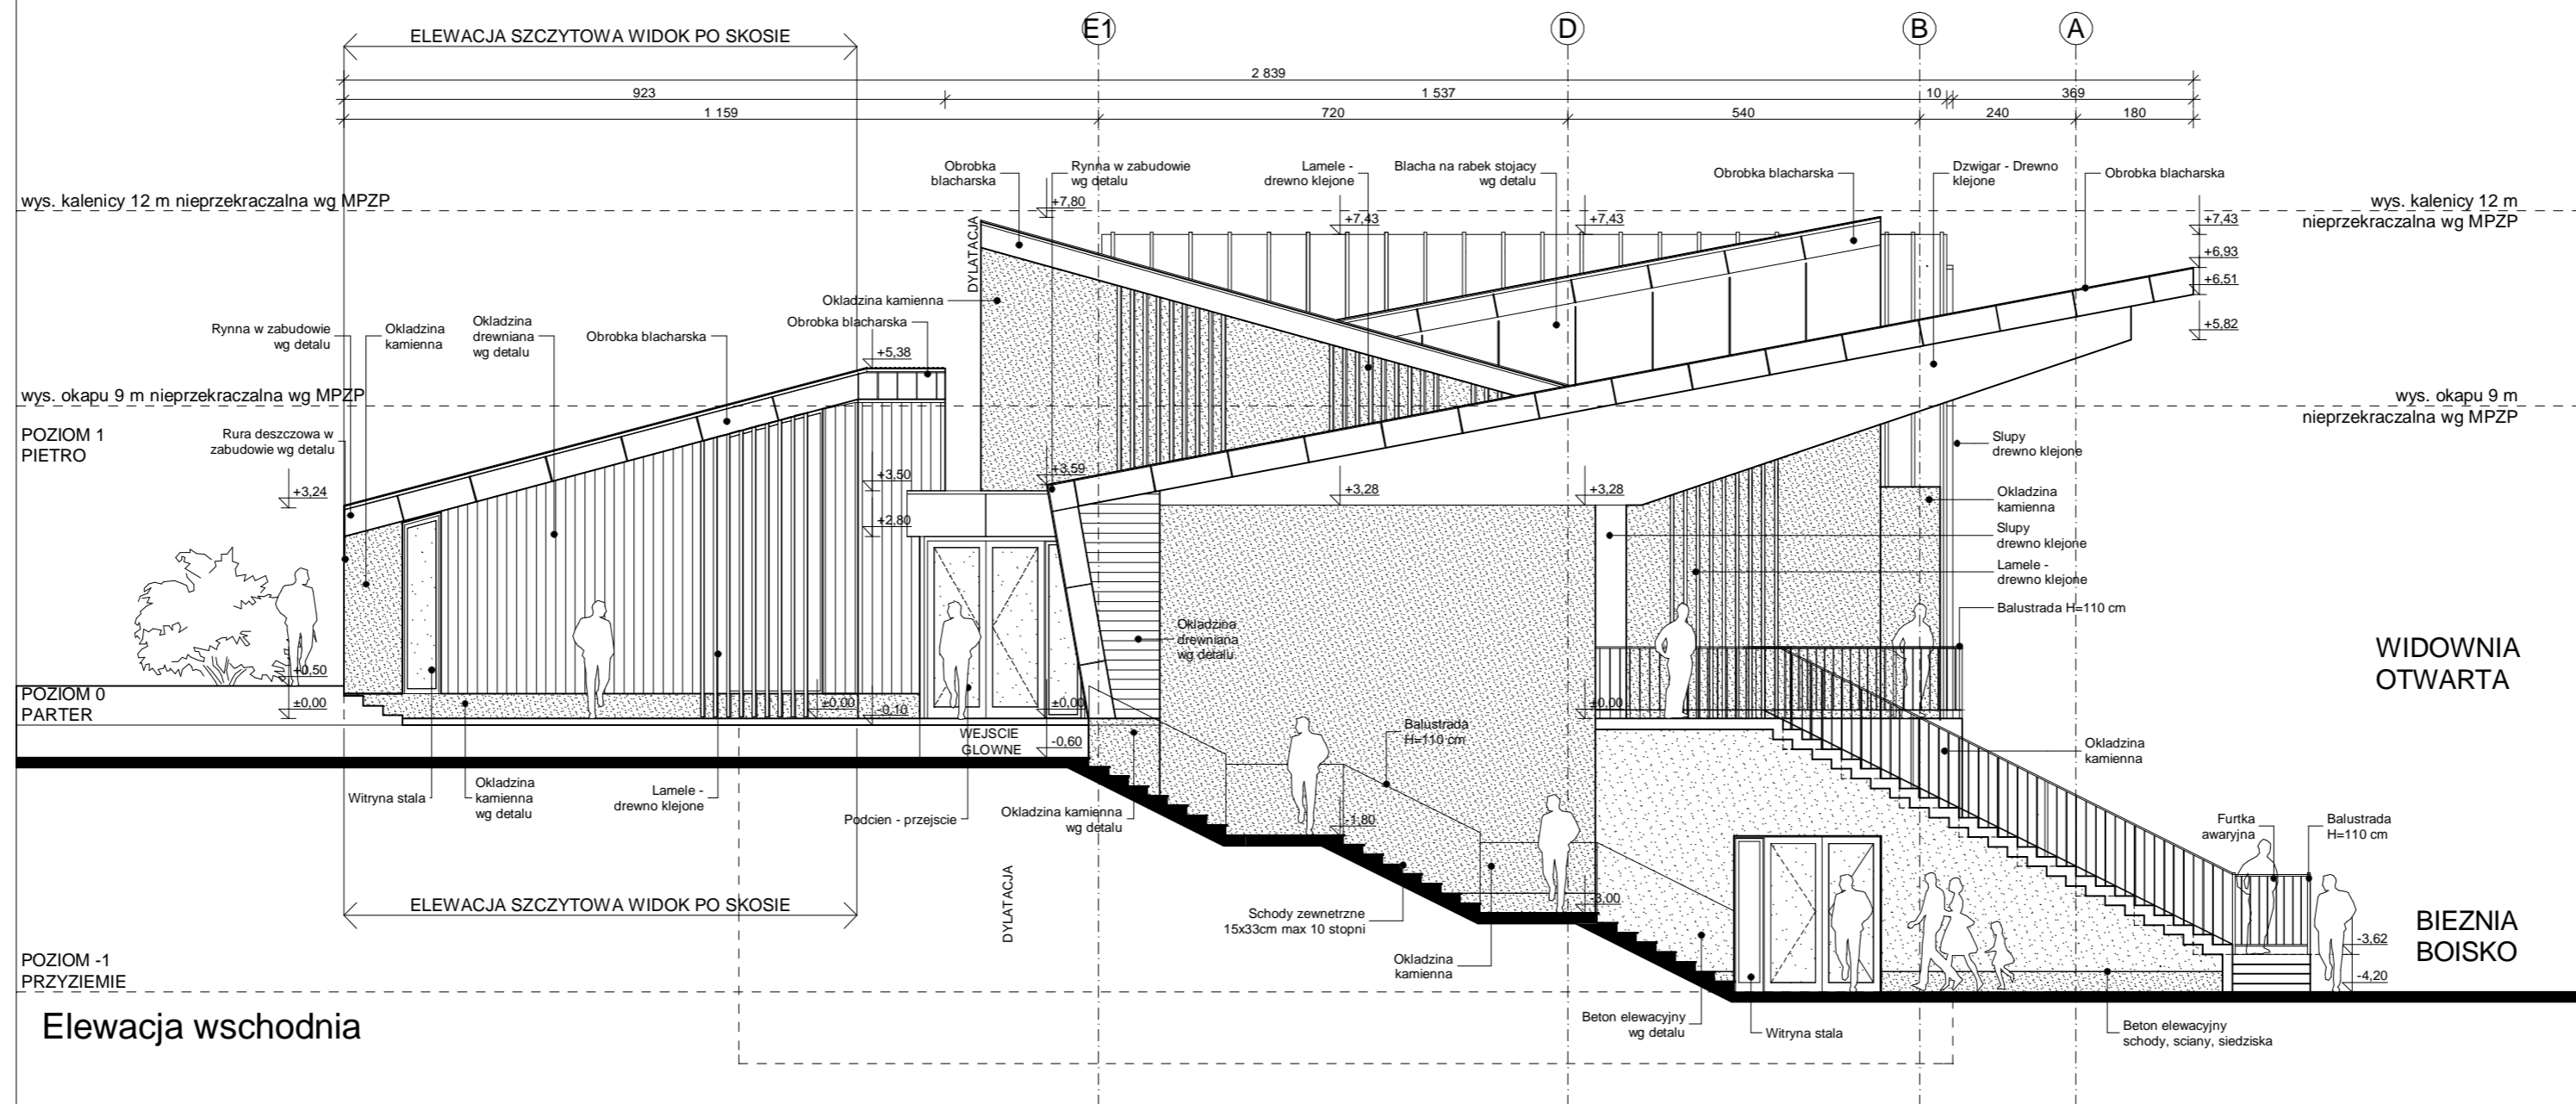 E1
D
B
A
ELEWACJA SZCZYTOWA WIDOK PO SKOSIE
2 839
923
1 537
10
369
1 159
720
540
240
180
wys. kalenicy 12 m nieprzekraczalna wg MPZP
wys. kalenicy 12 m
nieprzekraczalna wg MPZP
Obrobka
blacharska
Rynna w zabudowie
wg detalu
Lamele -
drewno klejone
Blacha na rabek stojacy
wg detalu
Obrobka blacharska
Dzwigar - Drewno
klejone
Obrobka blacharska
+7,80
+7,43
+7,43
+7,43
+6,93
+6,51
+5,82
DYLATACJA
Okladzina kamienna
Rynna w zabudowie
wg detalu
Okladzina
kamienna
Okladzina
drewniana
wg detalu
Obrobka blacharska
Obrobka blacharska
+5,38
wys. okapu 9 m nieprzekraczalna wg MPZP
wys. okapu 9 m
nieprzekraczalna wg MPZP
POZIOM 1
PIETRO
Rura deszczowa w
zabudowie wg detalu
+3,24
+3,50
+3,59
+3,28
+3,28
+2,80
Slupy
drewno klejone
Okladzina
kamienna
Slupy
drewno klejone
Lamele -
drewno klejone
Balustrada H=110 cm
Okladzina
drewniana
wg detalu
WIDOWNIA
OTWARTA
+0,50
POZIOM 0
PARTER
±0,00
±0,00
-0,10
±0,00
±0,00
WEJSCIE
GLOWNE
-0,60
Balustrada
H=110 cm
Okladzina
kamienna
Witryna stala
Okladzina
kamienna
wg detalu
Lamele -
drewno klejone
Podcien - przejscie
Okladzina kamienna
wg detalu
-1,80
Furtka
awaryjna
Balustrada
H=110 cm
DYLATACJA
ELEWACJA SZCZYTOWA WIDOK PO SKOSIE
-3,00
Schody zewnetrzne
15x33cm max 10 stopni
Okladzina
kamienna
BIEZNIA
BOISKO
-3,62
-4,20
POZIOM -1
PRZYZIEMIE
Elewacja wschodnia
Beton elewacyjny
wg detalu
Witryna stala
Beton elewacyjny
schody, sciany, siedziska